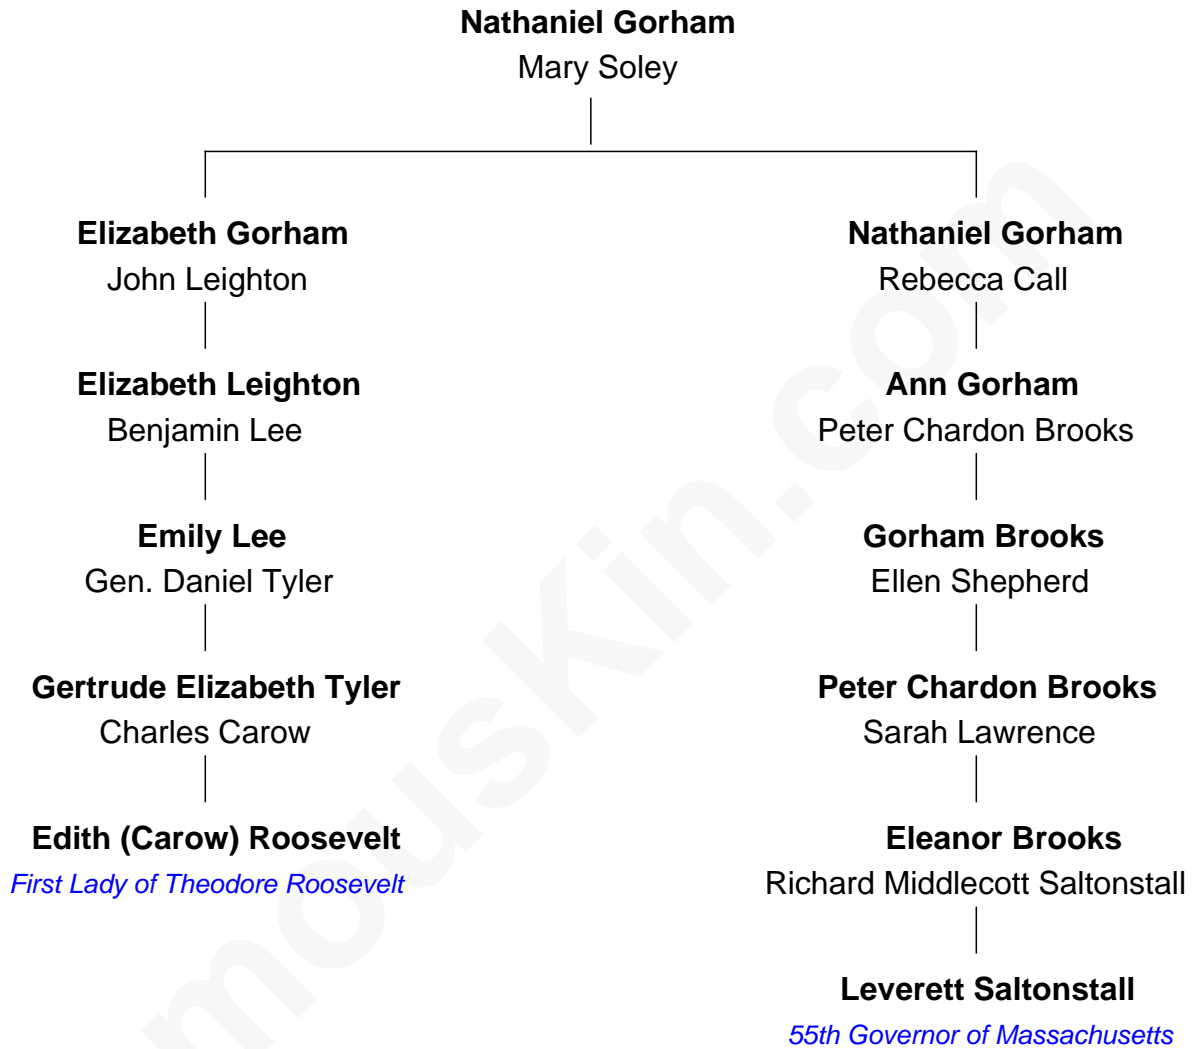 Nathaniel Gorham
Mary Soley
Elizabeth Gorham
John Leighton
Nathaniel Gorham
Rebecca Call
Elizabeth Leighton
Benjamin Lee
Ann Gorham
Peter Chardon Brooks
Emily Lee
Gen. Daniel Tyler
Gorham Brooks
Ellen Shepherd
Gertrude Elizabeth Tyler
Charles Carow
Peter Chardon Brooks
Sarah Lawrence
Edith (Carow) Roosevelt
First Lady of Theodore Roosevelt
Eleanor Brooks
Richard Middlecott Saltonstall
Leverett Saltonstall
55th Governor of Massachusetts
mousKin.com